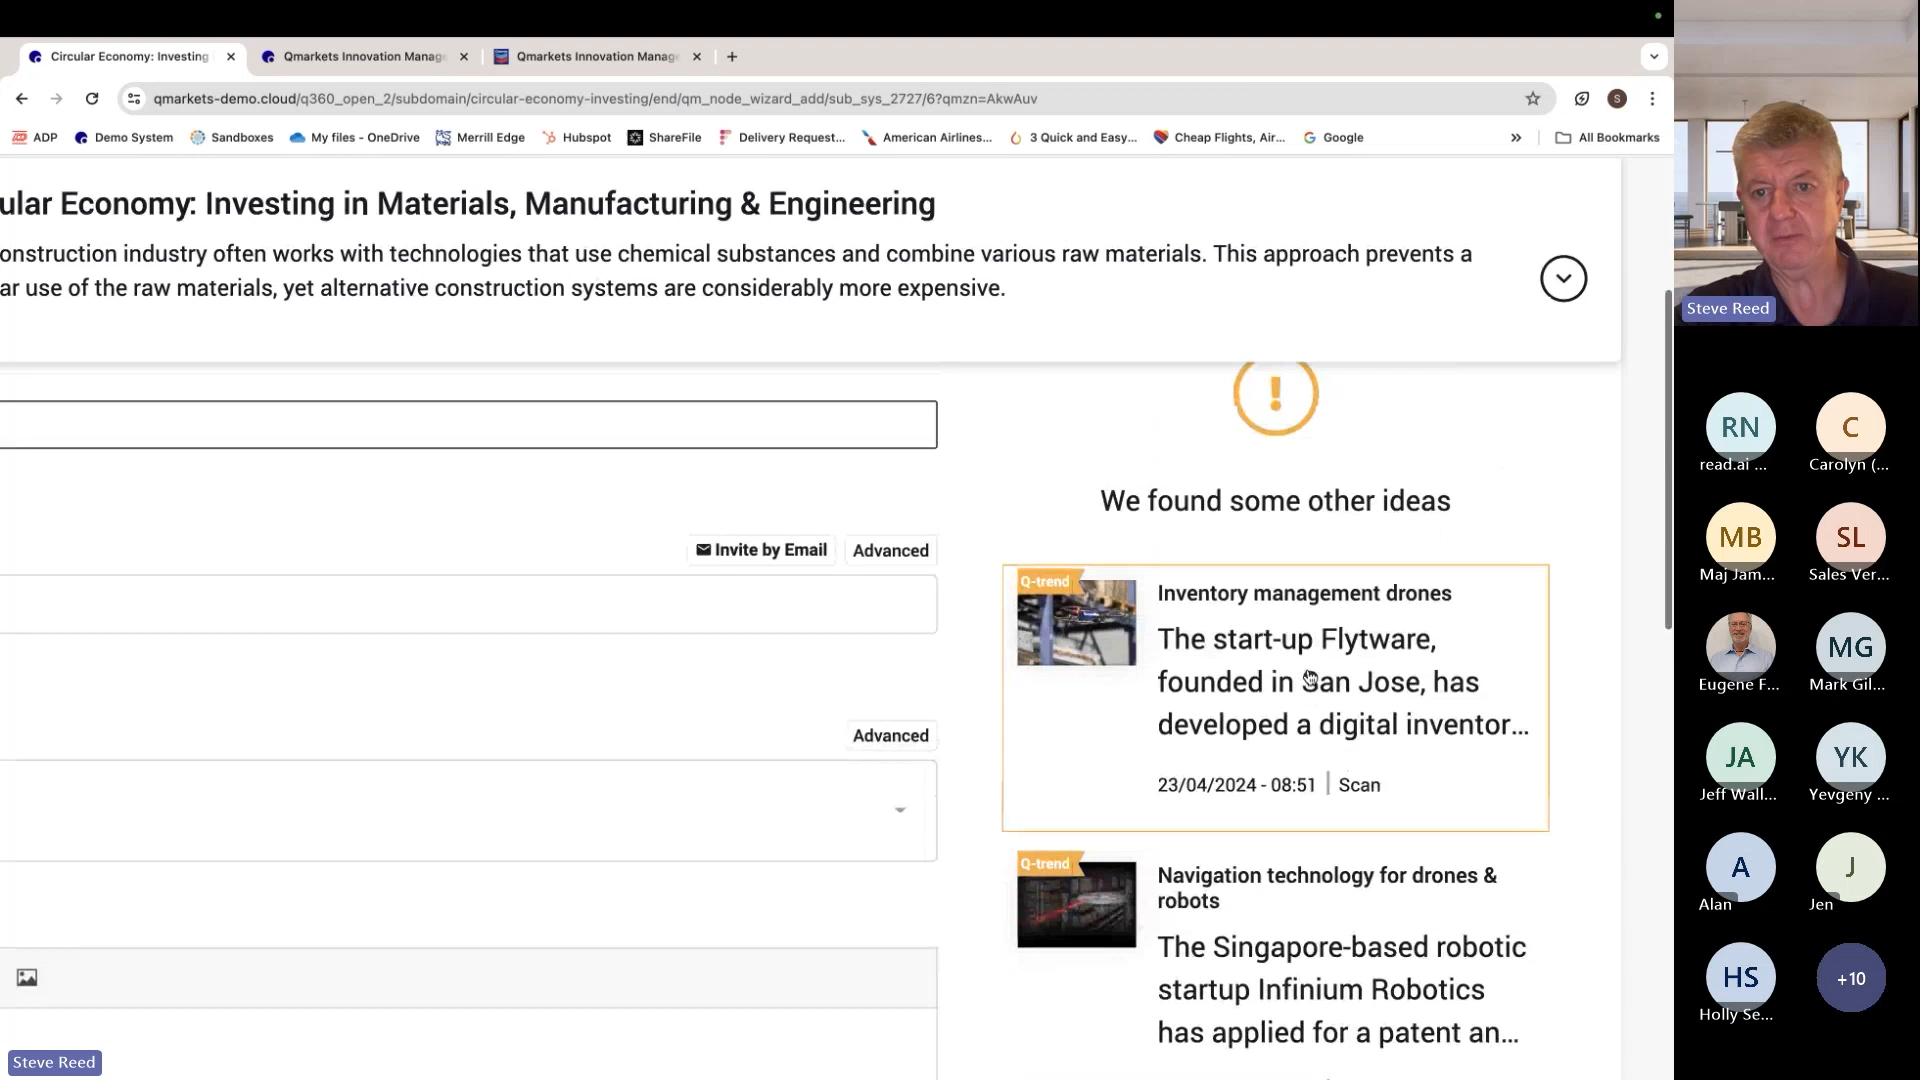 Circular Economy: Investing
Qmarkets Innovation Manag
Qmarkets Innovation Manag
qmarkets-demo.cloud/q360_open_2/subdomain/circular-economy-investing/end/qm_node_wizard_add/sub_sys_2727/6?qmzn=AkwAuv
S
ADP
Demo System
Sandboxes
My files - OneDrive
Merrill Edge
Hubspot
ShareFile
Delivery Request...
American Airlines...
3 Quick and Easy...
Cheap Flights, Air...
Google
»
All Bookmarks
ular Economy: Investing in Materials, Manufacturing & Engineering
onstruction industry often works with technologies that use chemical substances and combine various raw materials. This approach prevents a
ar use of the raw materials, yet alternative construction systems are considerably more expensive.
!
We found some other ideas
Invite by Email
Advanced
Q-trend
Inventory management drones
The start-up Flytware,
founded in San Jose, has
developed a digital inventor...
23/04/2024 - 08:51 | Scan
Advanced
Q-trend
Navigation technology for drones &
robots
The Singapore-based robotic
startup Infinium Robotics
has applied for a patent an...
Steve Reed
Steve Reed
RN
read.ai ...
C
Carolyn (...
MB
Maj Jam...
SL
Sales Ver...
Eugene F...
MG
Mark Gil...
JA
Jeff Wall...
YK
Yevgeny ...
A
Alan
J
Jen
HS
Holly Se...
+10